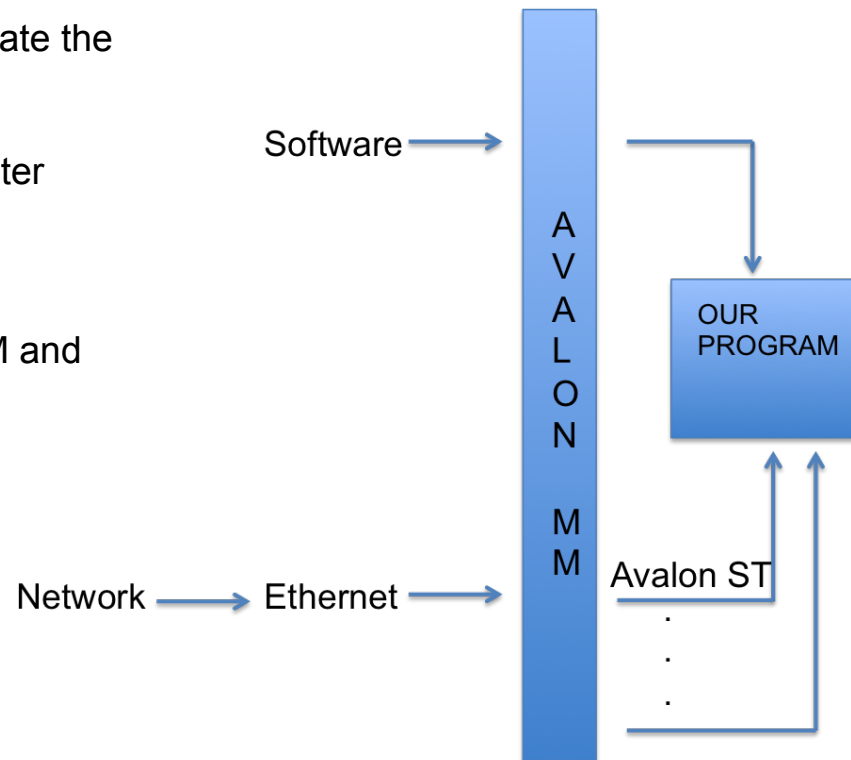 ate the
Software
ter
A
V
A
L
O
N
M
M
OUR
PROGRAM
M and
Avalon ST
Network
Ethernet
.
.
.